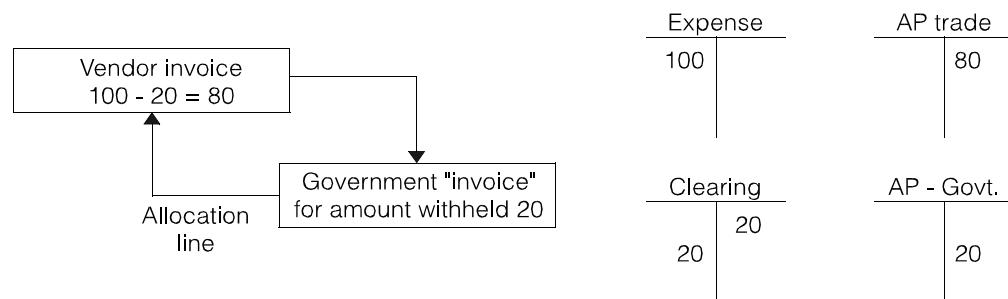 Vendor invoice
100 - 20 = 80
Government "invoice"
for amount withheld 20
Allocation
line
Expense
100
AP trade
80
Clearing
20
20
AP - Govt.
20